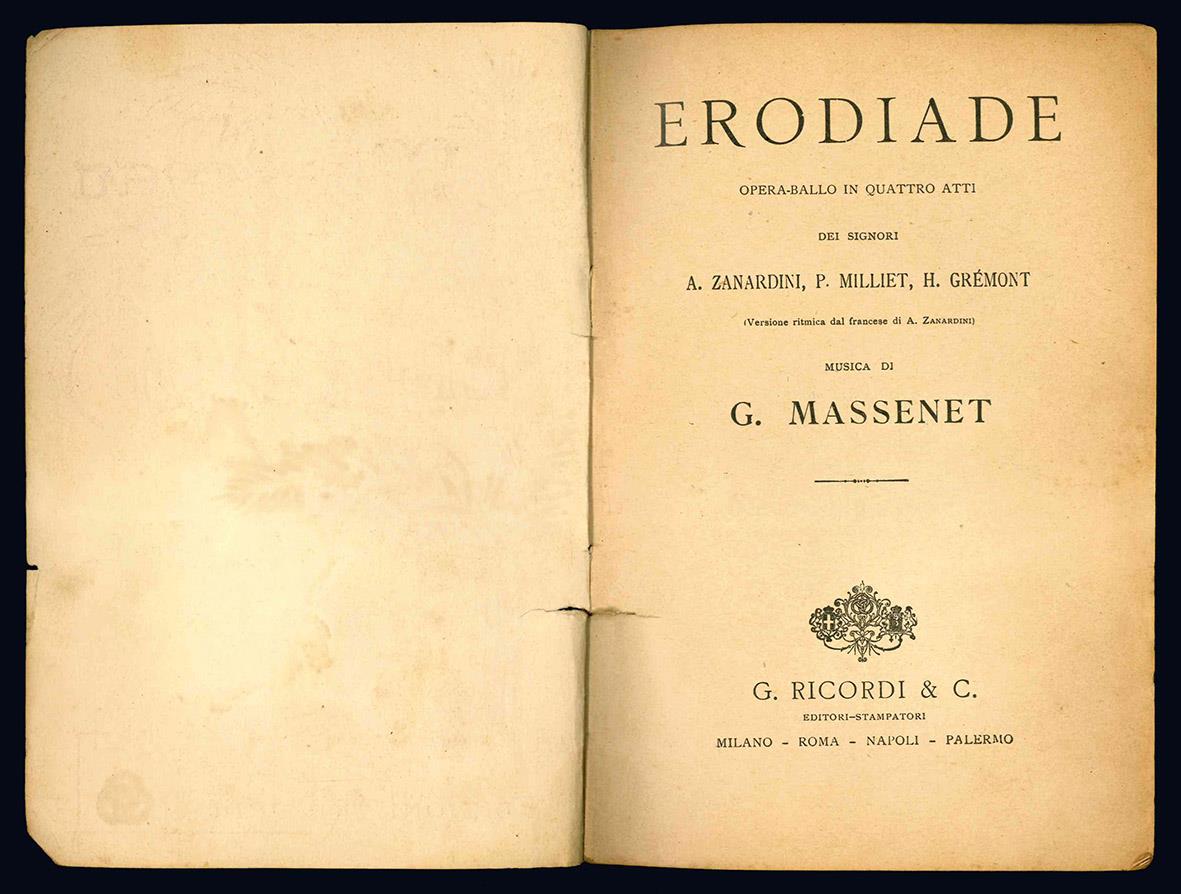 ERODIADE
OPERA-BALLO IN QUATTRO ATTI
DEI SIGNORI
A. ZANARDINI, P. MILLIET, H. GRÉMONT
(Versione ritmica dal francese di A. ZANARDINI)
MUSICA DI
G. MASSENET
G. RICORDI & C.
EDITORI-STAMPATORI
MILANO - ROMA - NAPOLI - PALERMO